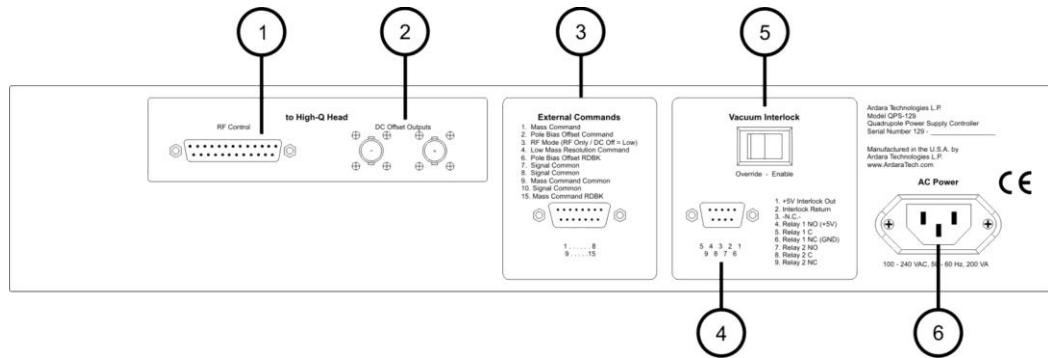 1
2
3
5
to High-Q Head
RF Control
DC Offset Outputs
External Commands
1. Mass Command
2. Pole Bias Offset Command
3. RF Mode (RF Only / DC Off = Low)
4. Low Mass Resolution Command
6. Pole Bias Offset RDBK
7. Signal Common
8. Signal Common
9. Mass Command Common
10. Signal Common
15. Mass Command RDBK
1 . . . . . . 8
9 . . . . .15
Vacuum Interlock
Override - Enable
1. +5V Interlock Out
2. Interlock Return
3. -N.C.-
4. Relay 1 NO (+5V)
5. Relay 1 C
6. Relay 1 NC (GND)
7. Relay 2 NO
8. Relay 2 C
9. Relay 2 NC
5 4 3 2 1
9 8 7 6
Ardara Technologies L.P.
Model QPS-129
Quadrupole Power Supply Controller
Serial Number 129 - 
Manufactured in the U.S.A. by
Ardara Technologies L.P.
www.ArdaraTech.com
AC Power
CE
100 - 240 VAC, 50 - 60 Hz, 200 VA
4
6